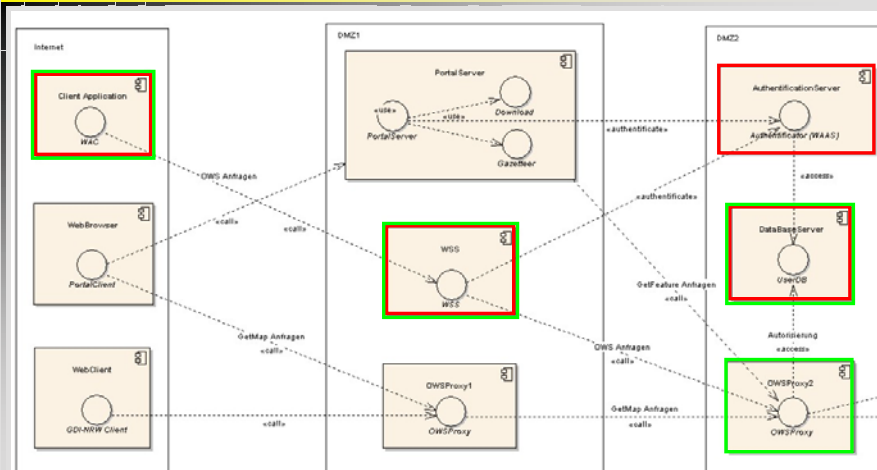 Internet
Client Application
WAC
WebBrowser
PortalClient
WebClient
GDI-NRW Client
OWS Anfragen
«call»
GetMap Anfragen
«call»
«call»
DMZ1
PortalServer
«use»
PortalServer
«use»
Download
Gazetteer
WSS
WSS
OWSProxy1
OWSProxy
«authentificate»
«authentificate»
GetFeature Anfragen
«call»
OWS Anfragen
«call»
GetMap Anfragen
«call»
DMZ2
AuthentificationServer
Authentificator (WAAS)
«access»
DataBaseServer
UserDB
Autorisierung
«access»
OWSProxy2
OWSProxy
«call»